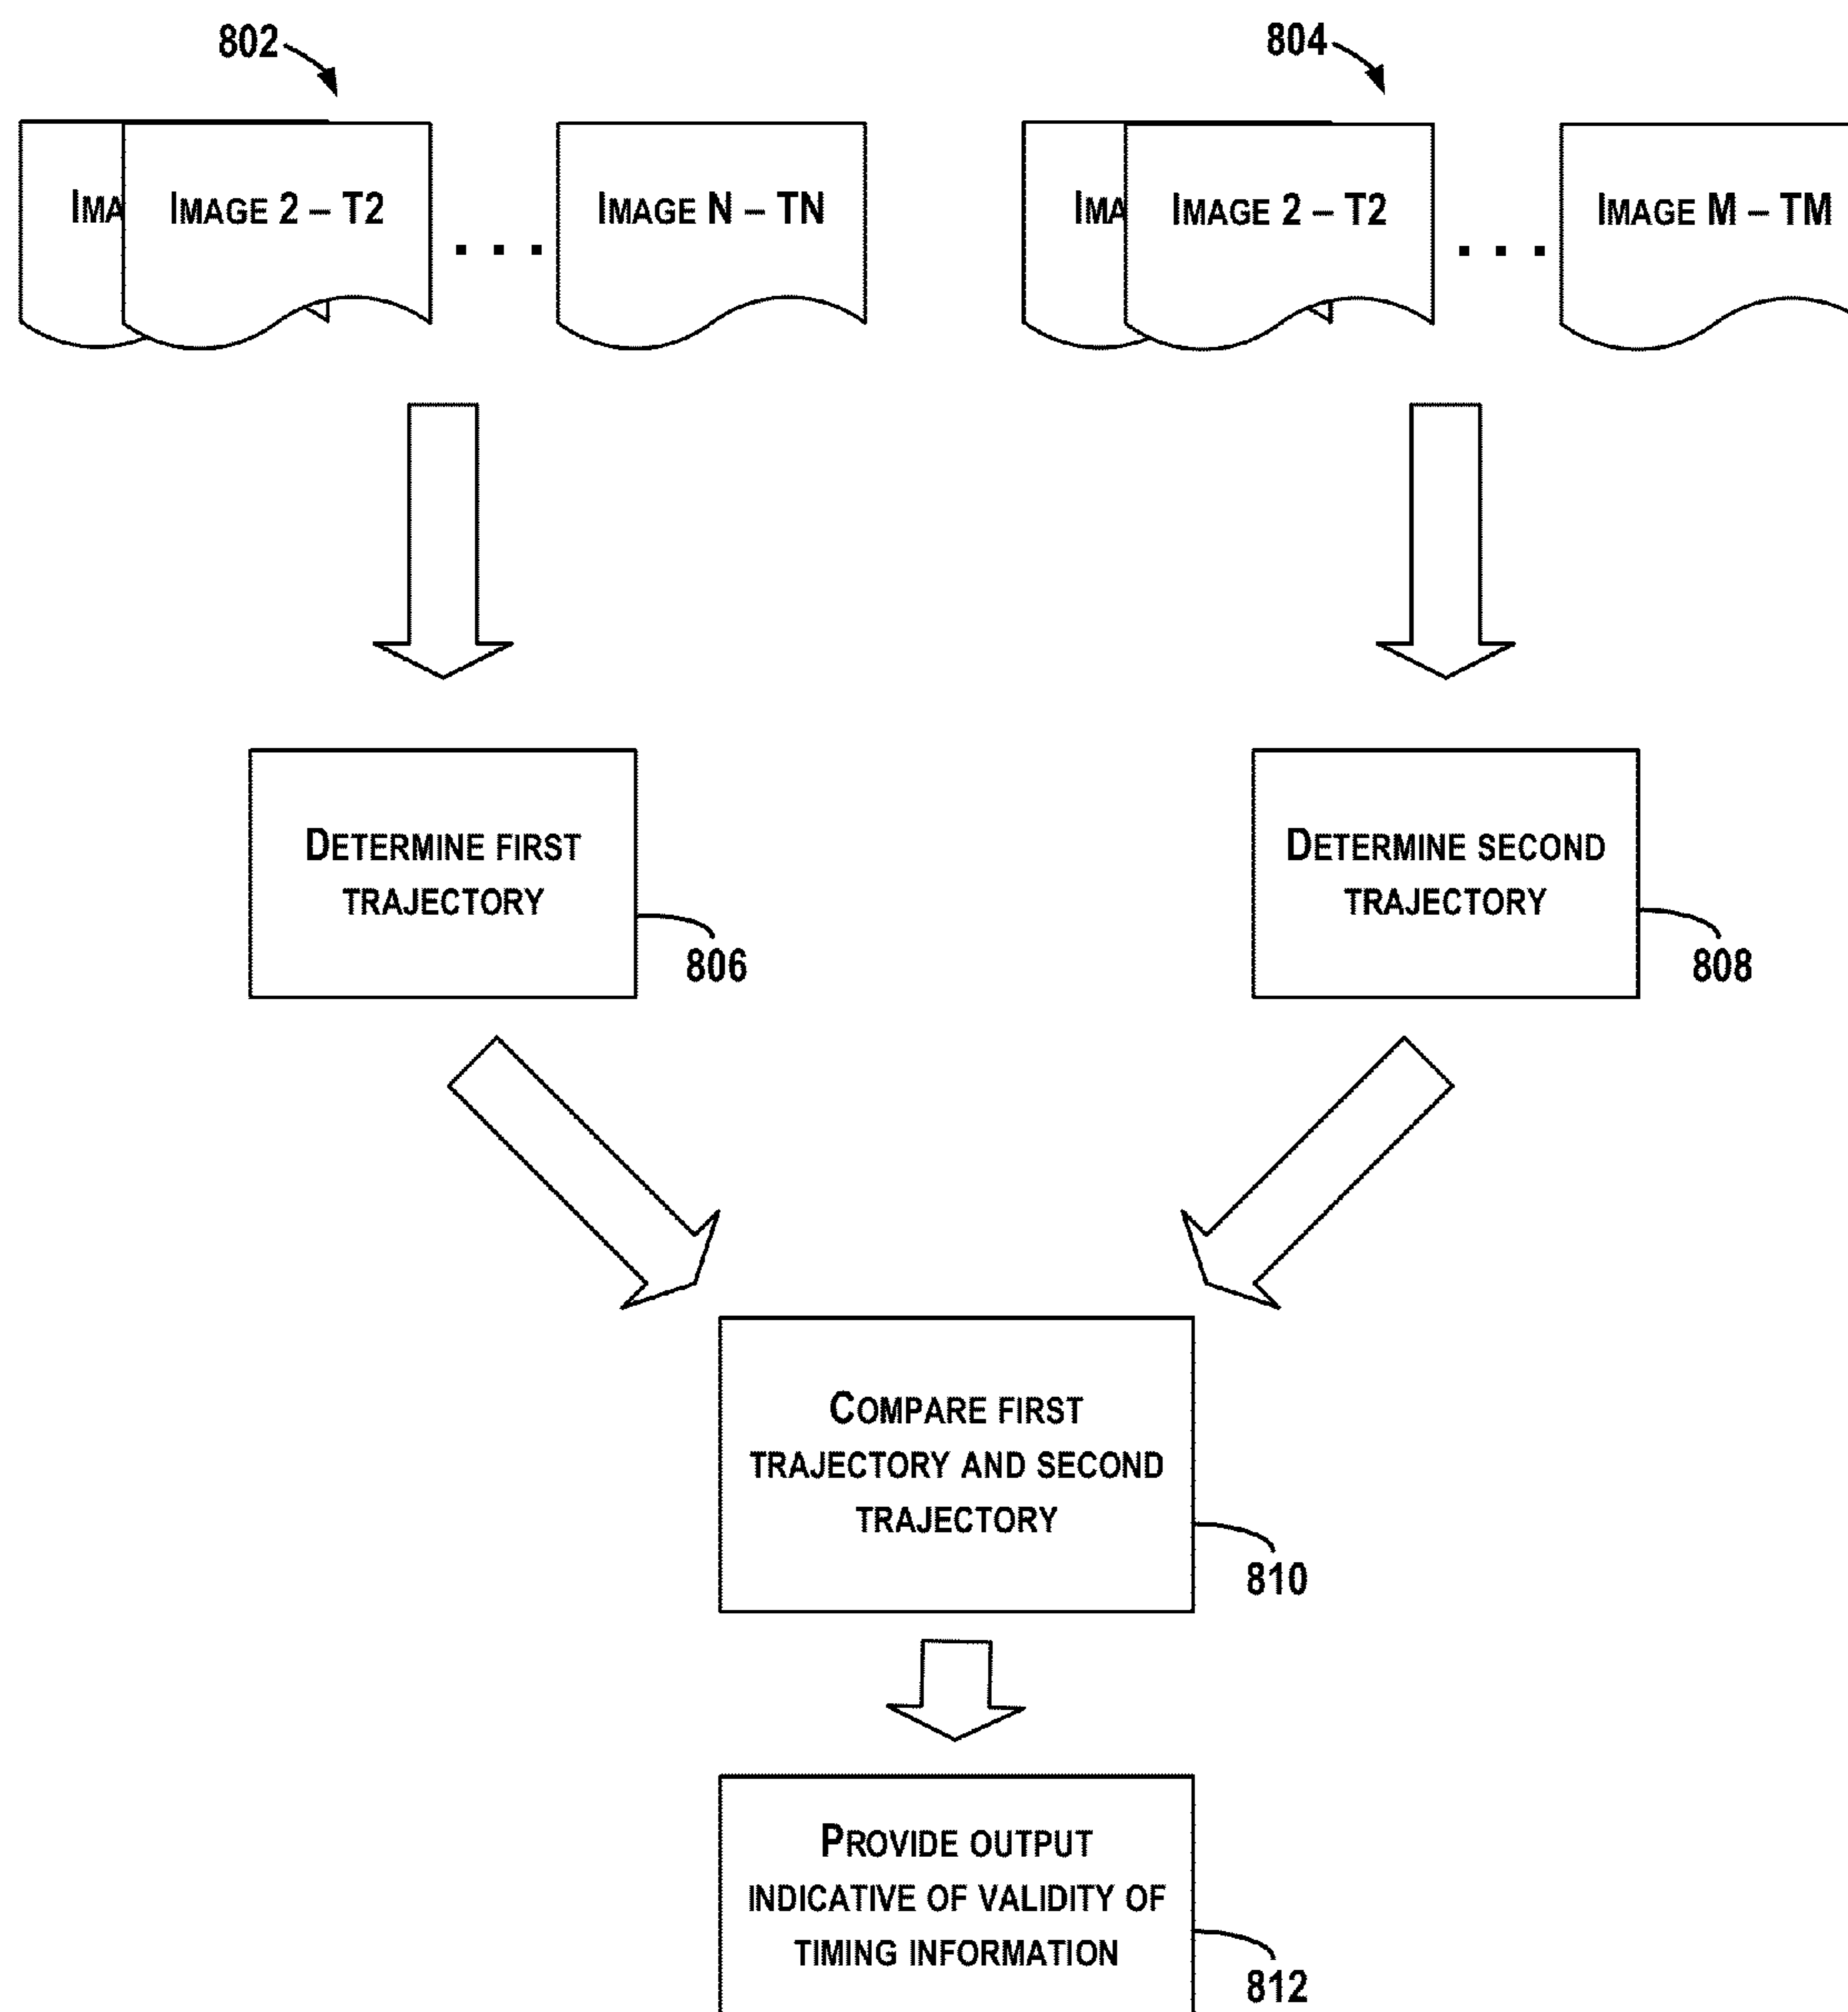 802
804
IMA
IMAGE 2 – T2
. . .
IMAGE N – TN
IMA
IMAGE 2 – T2
. . .
IMAGE M – TM
DETERMINE FIRST
TRAJECTORY
806
DETERMINE SECOND
TRAJECTORY
808
COMPARE FIRST
TRAJECTORY AND SECOND
TRAJECTORY
810
PROVIDE OUTPUT
INDICATIVE OF VALIDITY OF
TIMING INFORMATION
812